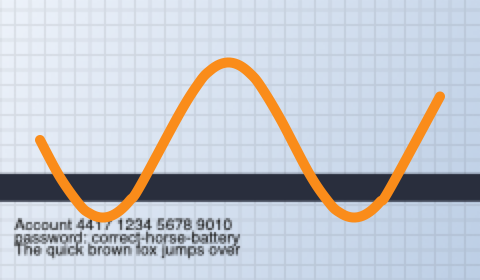 Account 4417 1234 5678 9010
password: correct-horse-battery
The quick brown fox jumps over